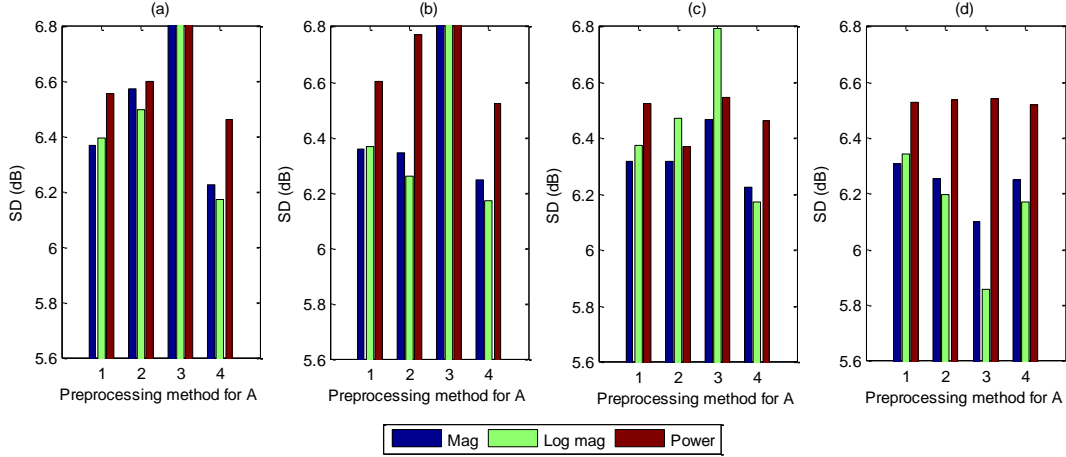 (a)
6.8
6.6
6.4
6.2
6
5.8
5.6
SD (dB)
1 2 3 4
Preprocessing method for A
(b)
6.8
6.6
6.4
6.2
6
5.8
5.6
SD (dB)
1 2 3 4
Preprocessing method for A
(c)
6.8
6.6
6.4
6.2
6
5.8
5.6
SD (dB)
1 2 3 4
Preprocessing method for A
(d)
6.8
6.6
6.4
6.2
6
5.8
5.6
SD (dB)
1 2 3 4
Preprocessing method for A
Mag Log mag Power